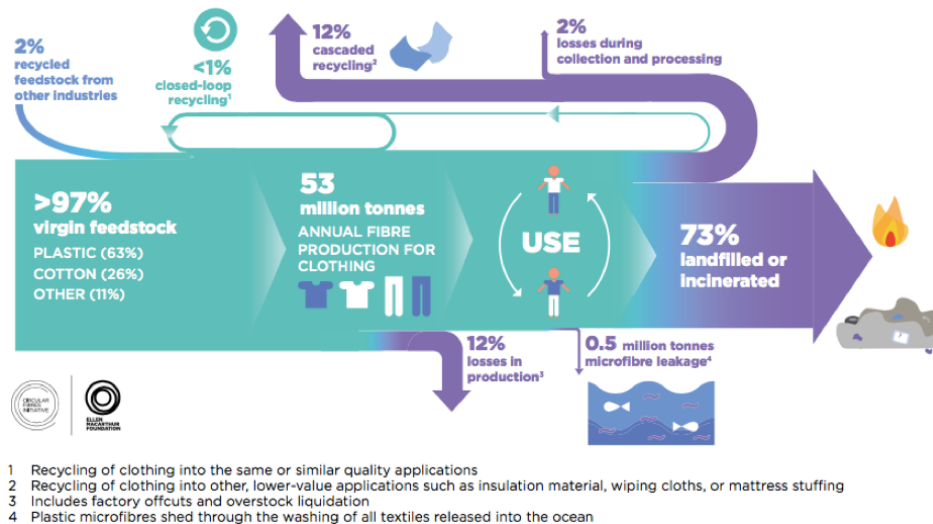 2%
recycled
feedstock from
other industries
<1%
closed-loop
recycling¹
12%
cascaded
recycling²
2%
losses during
collection and processing
>97%
virgin feedstock
PLASTIC (63%)
COTTON (26%)
OTHER (11%)
53
million tonnes
ANNUAL FIBRE
PRODUCTION FOR
CLOTHING
USE
73%
landfilled or
incinerated
12%
losses in
production³
0.5 million tonnes
microfibre leakage⁴
CIRCULAR
FIBRES
INITIATIVE
ELLEN
MACARTHUR
FOUNDATION
1 Recycling of clothing into the same or similar quality applications
2 Recycling of clothing into other, lower-value applications such as insulation material, wiping cloths, or mattress stuffing
3 Includes factory offcuts and overstock liquidation
4 Plastic microfibres shed through the washing of all textiles released into the ocean